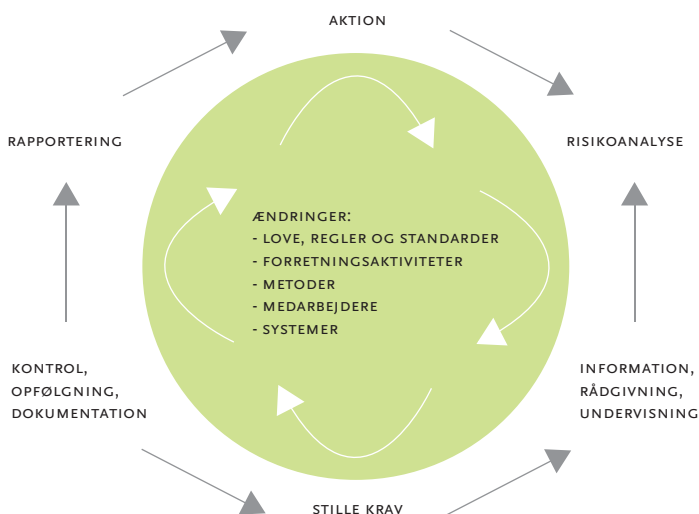 AKTION
RAPPORTERING
RISIKOANALYSE
ÆNDRINGER:
- LOVE, REGLER OG STANDARDER
- FORRETNINGSAKTIVITETER
- METODER
- MEDARBEJDERE
- SYSTEMER
KONTROL,
OPFØLGNING,
DOKUMENTATION
INFORMATION,
RÅDGIVNING,
UNDERVISNING
STILLE KRAV